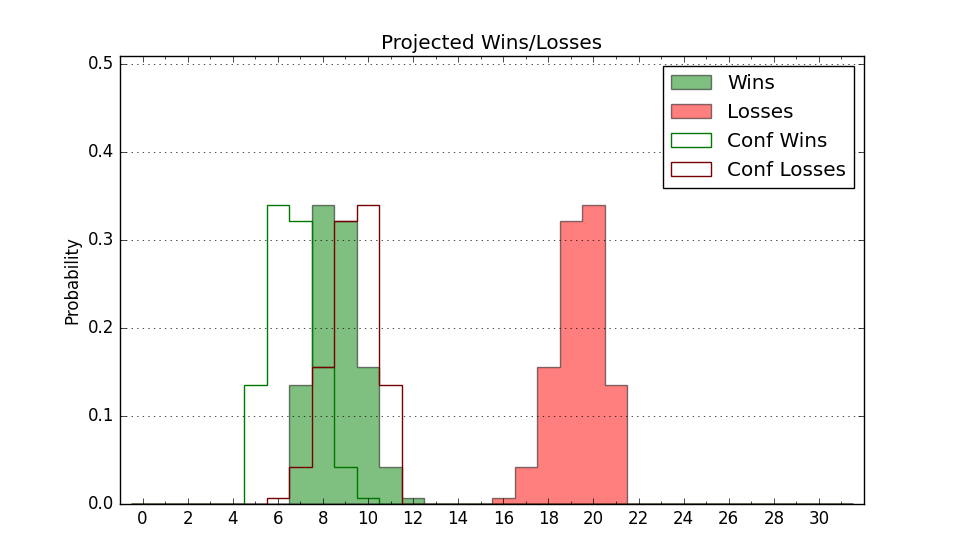 Projected Wins/Losses
0.5
0.4
0.3
0.2
0.1
0.0
Probability
Wins
Losses
Conf Wins
Conf Losses
0 2 4 6 8 10 12 14 16 18 20 22 24 26 28 30